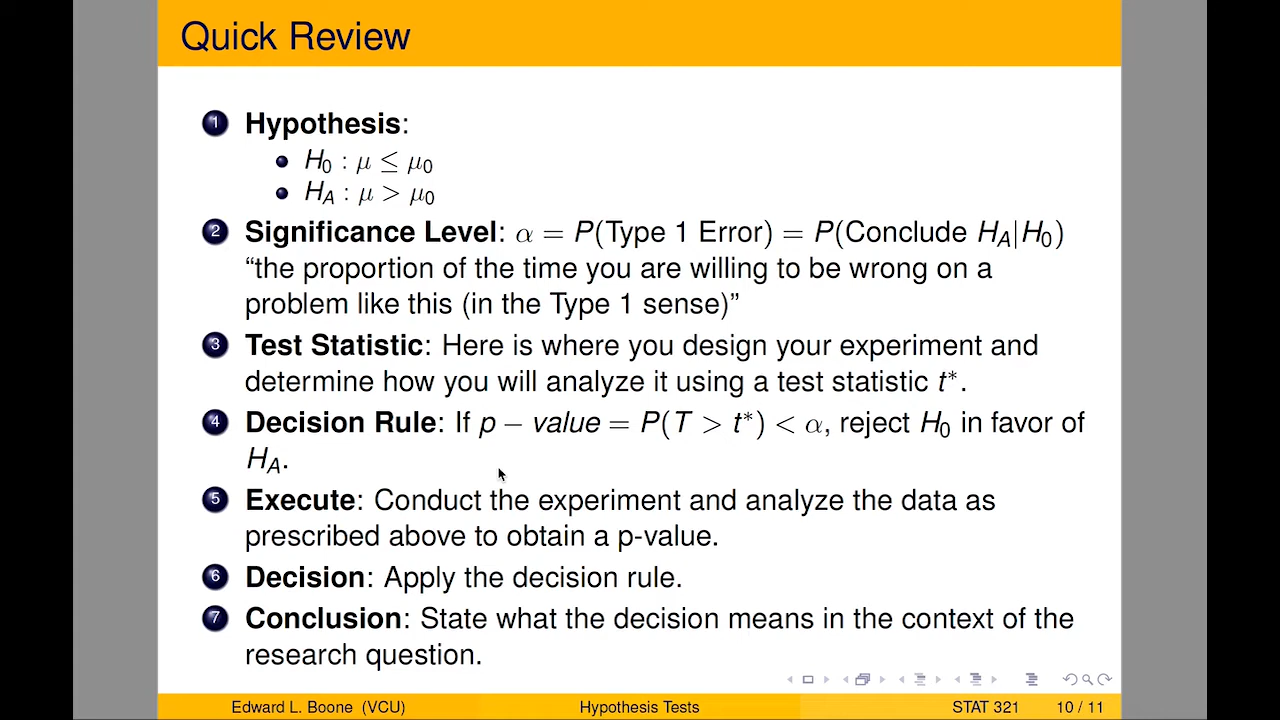 Quick Review
1 Hypothesis:
• H₀ : μ ≤ μ₀
• H_A : μ > μ₀
2 Significance Level: α = P(Type 1 Error) = P(Conclude H_A|H₀)
“the proportion of the time you are willing to be wrong on a
problem like this (in the Type 1 sense)”
3 Test Statistic: Here is where you design your experiment and
determine how you will analyze it using a test statistic t*.
4 Decision Rule: If p − value = P(T > t*) < α, reject H₀ in favor of
H_A.
5 Execute: Conduct the experiment and analyze the data as
prescribed above to obtain a p-value.
6 Decision: Apply the decision rule.
7 Conclusion: State what the decision means in the context of the
research question.
Edward L. Boone (VCU) Hypothesis Tests STAT 321 10 / 11